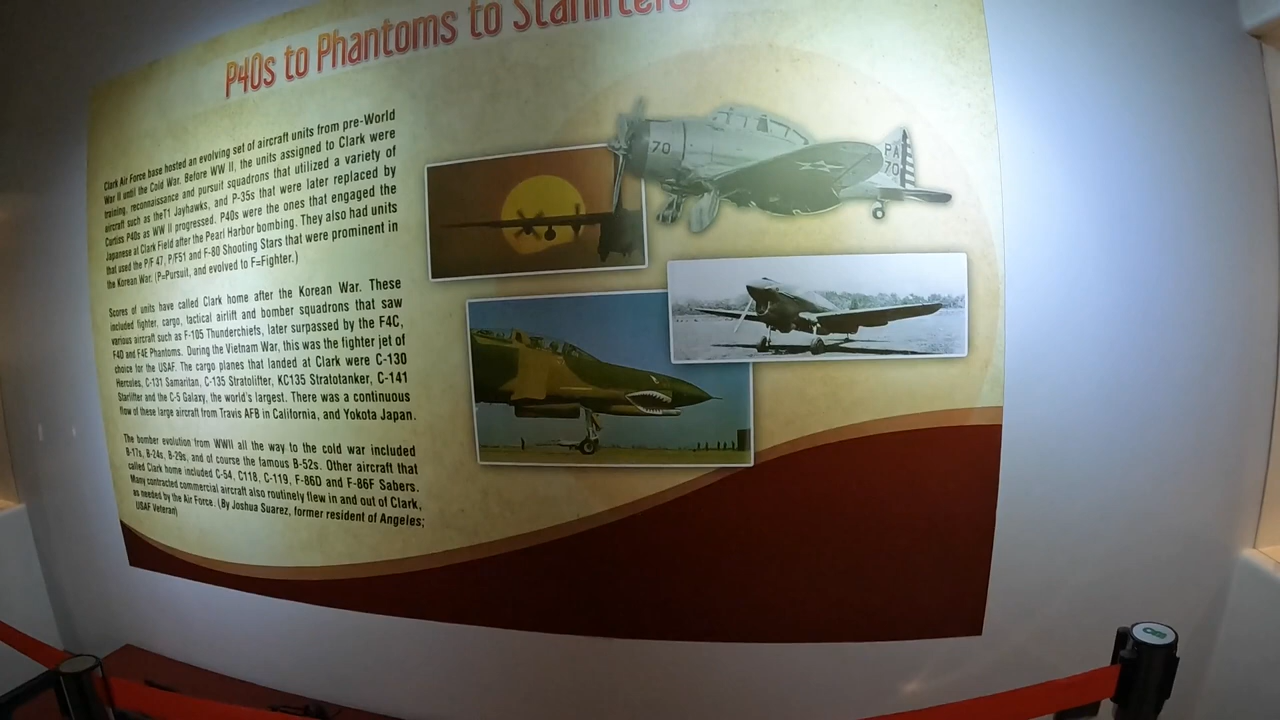 P40s to Phantoms to Starlifters
Clark Air Force base hosted an evolving set of aircraft units from pre-World
War II until the Cold War. Before WW II, the units assigned to Clark were
training, reconnaissance and pursuit squadrons that utilized a variety of
aircraft such as theT1 Jayhawks, and P-35s that were later replaced by
Curtiss P40s as WW II progressed. P40s were the ones that engaged the
Japanese at Clark Field after the Pearl Harbor bombing. They also had units
that used the P/F 47, P/F51 and F-80 Shooting Stars that were prominent in
the Korean War. (P=Pursuit, and evolved to F=Fighter.)
Scores of units have called Clark home after the Korean War. These
included fighter, cargo, tactical airlift and bomber squadrons that saw
various aircraft such as F-105 Thunderchiefs, later surpassed by the F4C,
F4D and F4E Phantoms. During the Vietnam War, this was the fighter jet of
choice for the USAF. The cargo planes that landed at Clark were C-130
Hercules, C-131 Samaritan, C-135 Stratolifter, KC135 Stratotanker, C-141
Starlifter and the C-5 Galaxy, the world's largest. There was a continuous
flow of these large aircraft from Travis AFB in California, and Yokota Japan.
The bomber evolution from WWII all the way to the cold war included
B-17s, B-24s, B-29s, and of course the famous B-52s. Other aircraft that
called Clark home included C-54, C118, C-119, F-86D and F-86F Sabers.
Many contracted commercial aircraft also routinely flew in and out of Clark,
as needed by the Air Force. (By Joshua Suarez, former resident of Angeles;
USAF Veteran)
70
PA
70